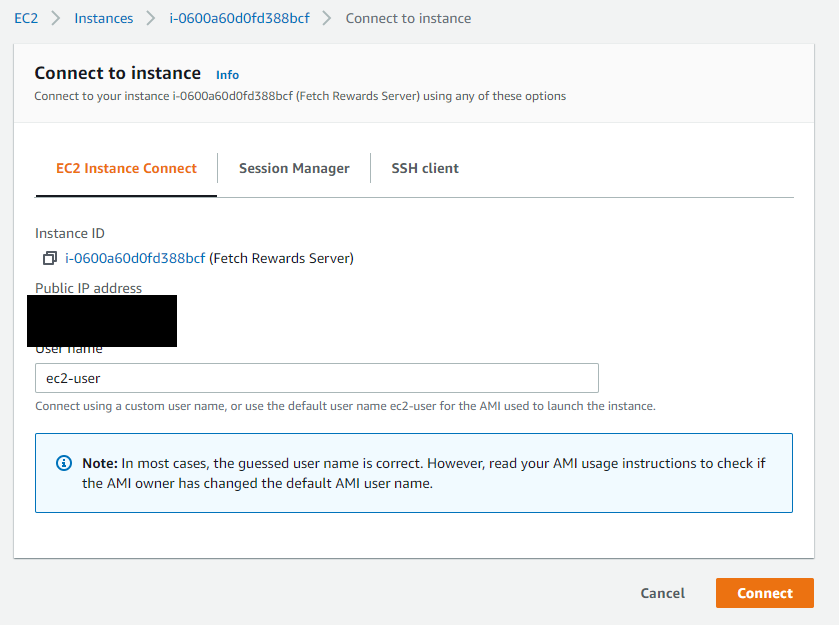 EC2 > Instances > i-0600a60d0fd388bcf > Connect to instance
Connect to instance Info
Connect to your instance i-0600a60d0fd388bcf (Fetch Rewards Server) using any of these options
EC2 Instance Connect Session Manager SSH client
Instance ID
i-0600a60d0fd388bcf (Fetch Rewards Server)
Public IP address
User name
ec2-user
Connect using a custom user name, or use the default user name ec2-user for the AMI used to launch the instance.
Note: In most cases, the guessed user name is correct. However, read your AMI usage instructions to check if
the AMI owner has changed the default AMI user name.
Cancel Connect